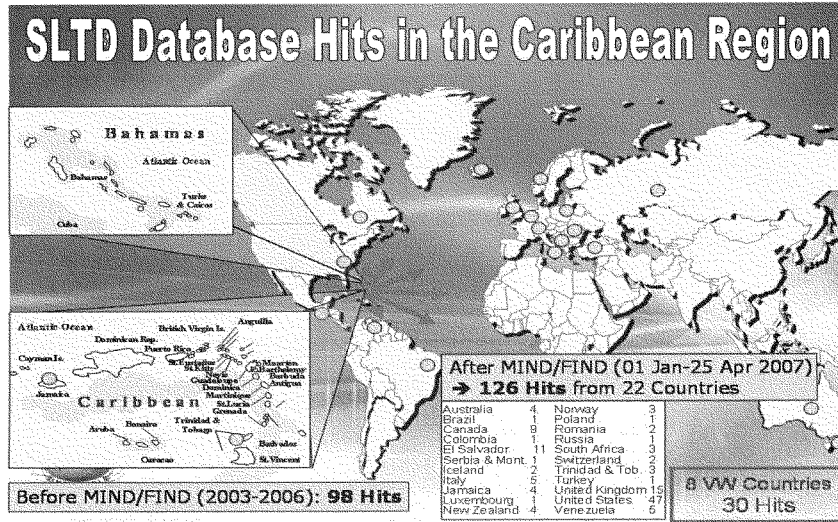 SLTD Database Hits in the Caribbean Region
Bahamas
Atlantic Ocean
Bahamas
Turks
& Caicos
Cuba
Atlantic Ocean
Anguilla
British Virgin Is.
Dominican Rep.
Puerto Rico
Cayman Is.
St. Eustatius
St. Kitts
Nevis
Guadaloupe
Dominica
Martinique
St. Lucia
Grenada
Barbuda
Antigua
Jamaica
Caribbean
Trinidad &
Tobago
Aruba
Bonaire
Curacao
Barbados
St. Vincent
Before MIND/FIND (2003-2006): 98 Hits
After MIND/FIND (01 Jan-25 Apr 2007)
➔ 126 Hits from 22 Countries
Australia 4 Norway 3
Brazil 1 Poland 1
Canada 9 Romania 2
Colombia 1 Russia 1
El Salvador 11 South Africa 3
Serbia & Mont. 1 Switzerland 2
Iceland 2 Trinidad & Tob. 3
Italy 5 Turkey 1
Jamaica 4 United Kingdom 15
Luxembourg 1 United States 47
New Zealand 4 Venezuela 5
8 VW Countries
30 Hits